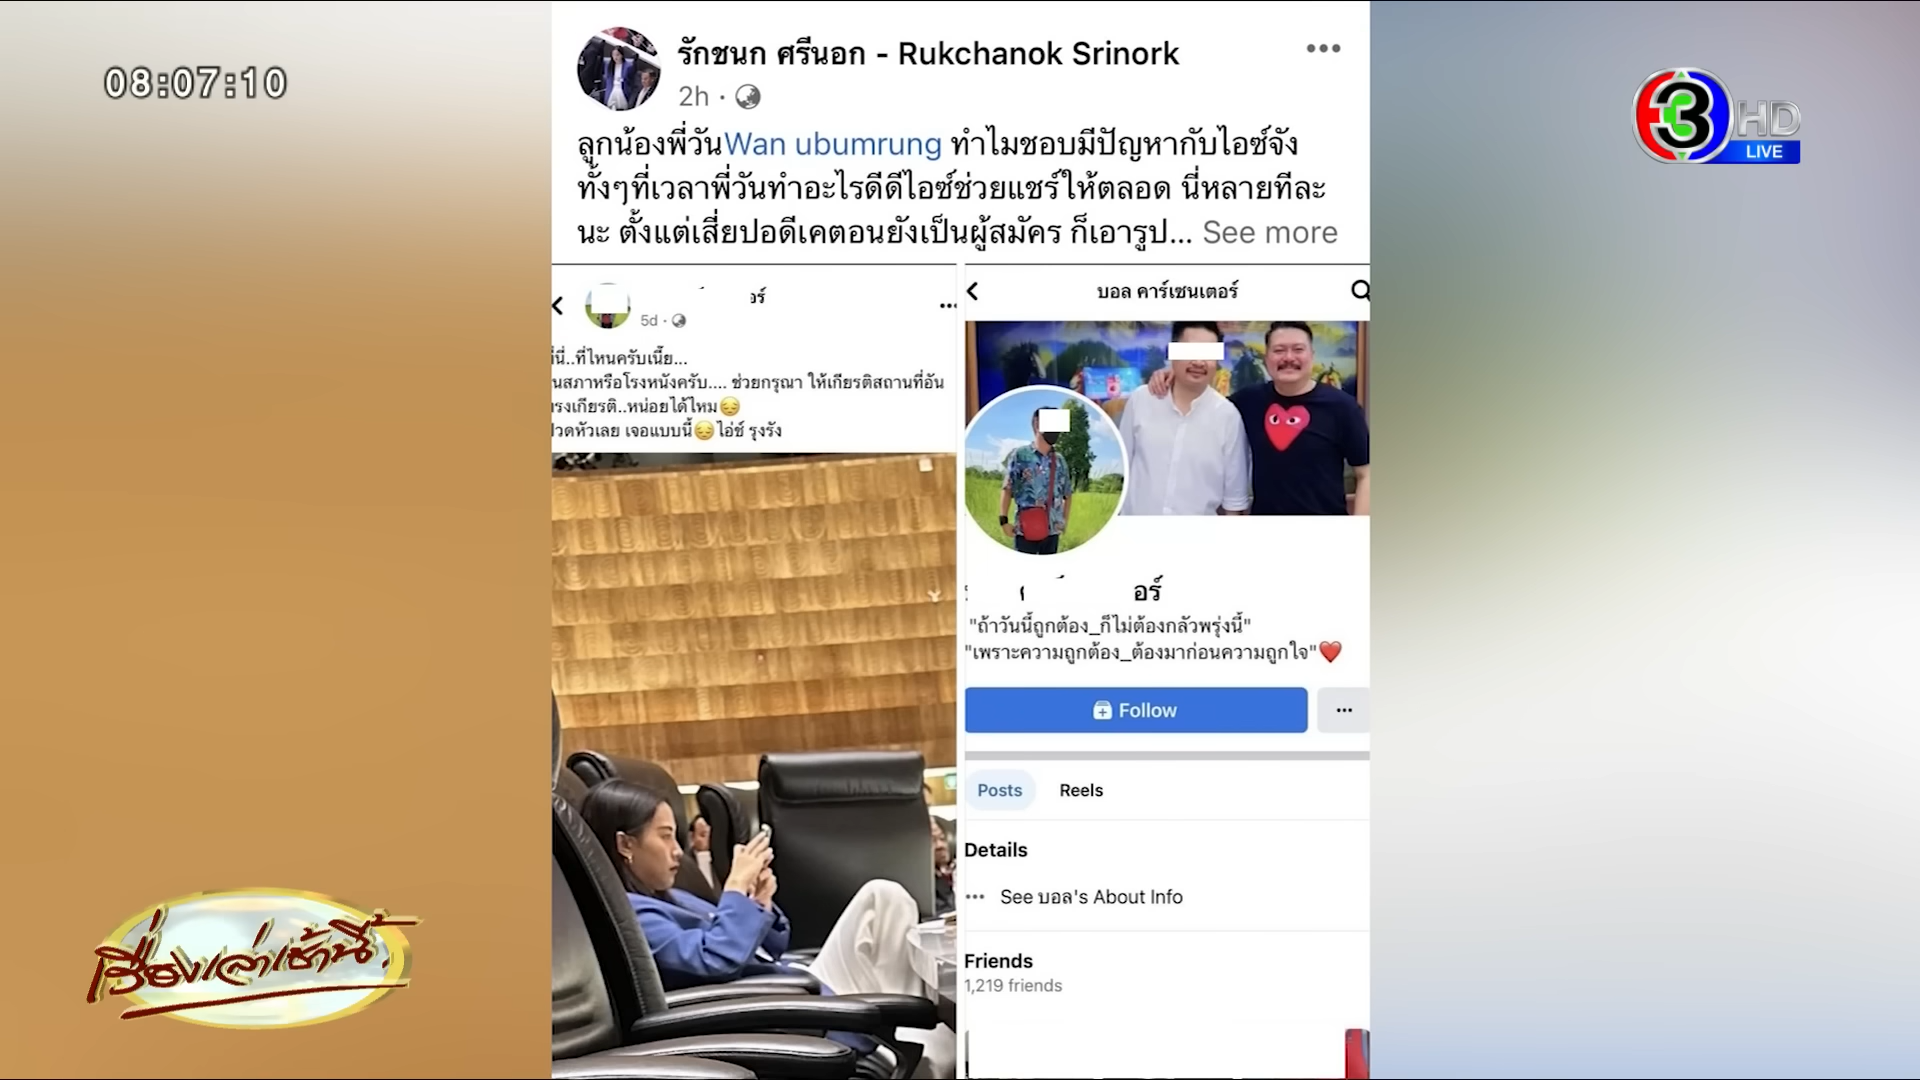 08:07:10
รักชนก ศรีนอก - Rukchanok Srinork
2h
ลูกน้องพี่วันWan ubumrung ทำไมชอบมีปัญหากับไอซ์จัง
ทั้งๆที่เวลาพี่วันทำอะไรดีดีไอซ์ช่วยแชร์ให้ตลอด นี่หลายทีละ
นะ ตั้งแต่เสี่ยปอดีเคตอนยังเป็นผู้สมัคร ก็เอารูป... See more
3 HD
LIVE
อร์
5d
นี่..ที่ไหนครับเนี้ย...
นสภาหรือโรงหนังครับ.... ช่วยกรุณา ให้เกียรติสถานที่อัน
รงเกียรติ..หน่อยได้ไหม😔
ปวดหัวเลย เจอแบบนี้😔ไอ่ช์ รุงรัง
บอล คาร์เซนเตอร์
อร์
"ถ้าวันนี้ถูกต้อง_ก็ไม่ต้องกลัวพรุ่งนี้"
"เพราะความถูกต้อง_ต้องมาก่อนความถูกใจ"❤️
Follow
Posts Reels
Details
See บอล's About Info
Friends
1,219 friends
เรื่องเล่าเช้านี้